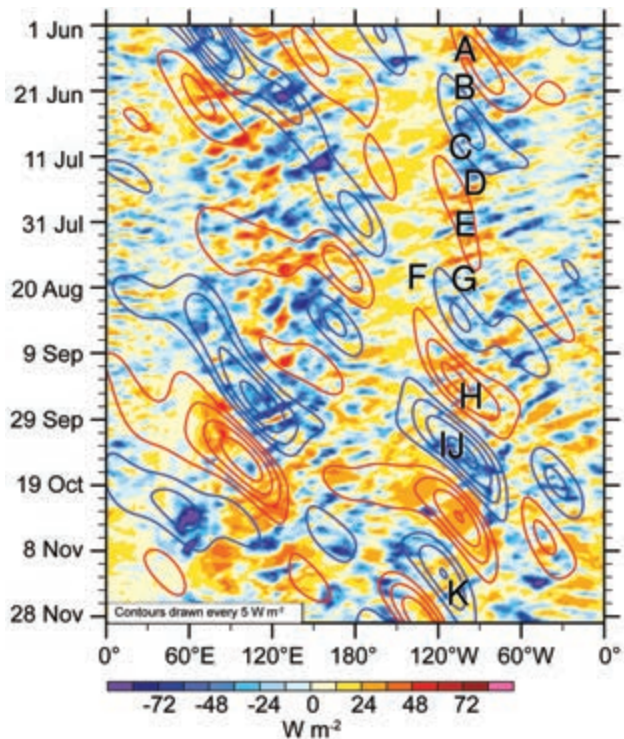 1 Jun
21 Jun
11 Jul
31 Jul
20 Aug
9 Sep
29 Sep
19 Oct
8 Nov
28 Nov
A
B
C
D
E
F G
H
IJ
K
Contours drawn every 5 W m⁻²
0° 60°E 120°E 180° 120°W 60°W 0°
-72 -48 -24 0 24 48 72
W m⁻²